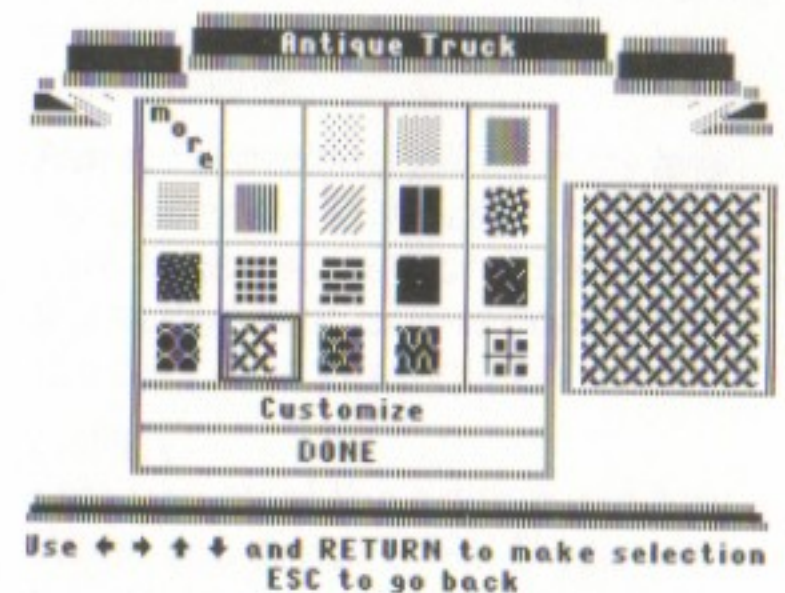 Antique Truck
more
Customize
DONE
Use ← → ↑ ↓ and RETURN to make selection
ESC to go back